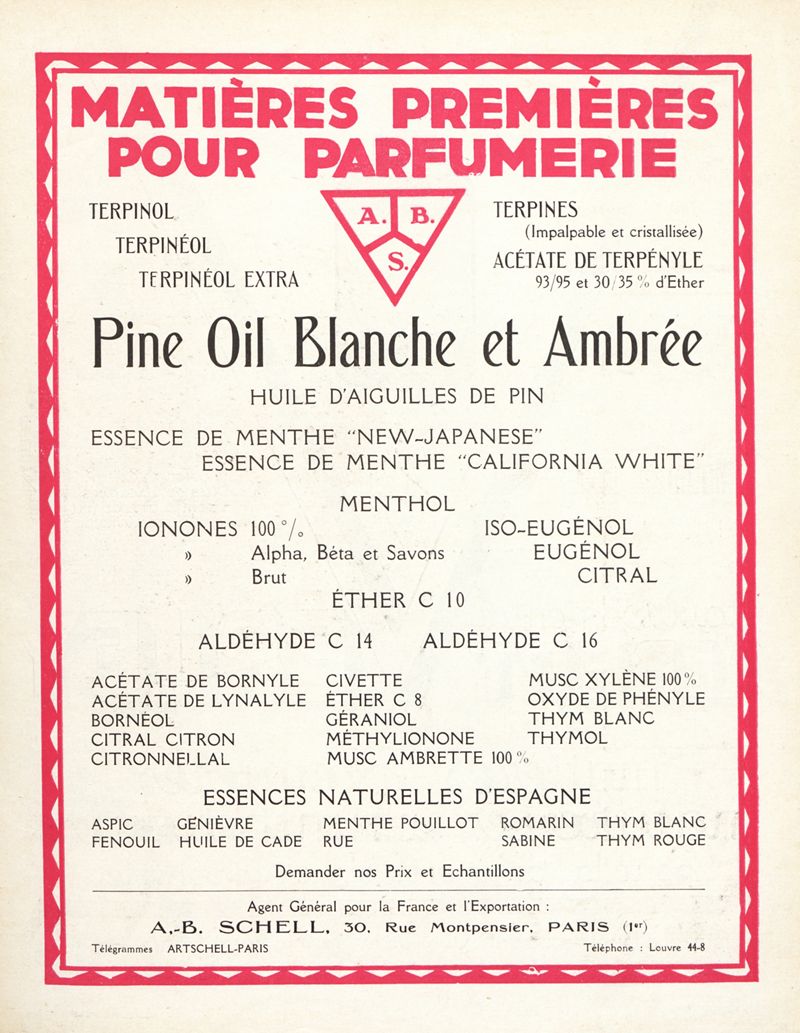 MATIÈRES PREMIÈRES
POUR PARFUMERIE
TERPINOL
TERPINÉOL
TERPINÉOL EXTRA
A. B.
S.
TERPINES
(Impalpable et cristallisée)
ACÉTATE DE TERPÉNYLE
93/95 et 30/35 % d'Ether
Pine Oil Blanche et Ambrée
HUILE D'AIGUILLES DE PIN
ESSENCE DE MENTHE "NEW-JAPANESE"
ESSENCE DE MENTHE "CALIFORNIA WHITE"
MENTHOL
IONONES 100 % ISO-EUGÉNOL
» Alpha, Béta et Savons EUGÉNOL
» Brut CITRAL
ÉTHER C 10
ALDÉHYDE C 14 ALDÉHYDE C 16
ACÉTATE DE BORNYLE CIVETTE MUSC XYLÈNE 100 %
ACÉTATE DE LYNALYLE ÉTHER C 8 OXYDE DE PHÉNYLE
BORNÉOL GÉRANIOL THYM BLANC
CITRAL CITRON MÉTHYLIONONE THYMOL
CITRONNELLAL MUSC AMBRETTE 100 %
ESSENCES NATURELLES D'ESPAGNE
ASPIC GENIÈVRE MENTHE POUILLOT ROMARIN THYM BLANC
FENOUIL HUILE DE CADE RUE SABINE THYM ROUGE
Demander nos Prix et Echantillons
Agent Général pour la France et l'Exportation :
A.-B. SCHELL, 30, Rue Montpensier, PARIS (1er)
Télégrammes ARTSCHELL-PARIS Téléphone : Louvre 44-8